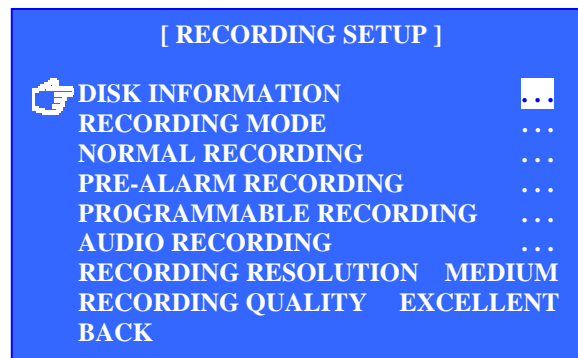 [ RECORDING SETUP ]
DISK INFORMATION ...
RECORDING MODE ...
NORMAL RECORDING ...
PRE-ALARM RECORDING ...
PROGRAMMABLE RECORDING ...
AUDIO RECORDING ...
RECORDING RESOLUTION MEDIUM
RECORDING QUALITY EXCELLENT
BACK